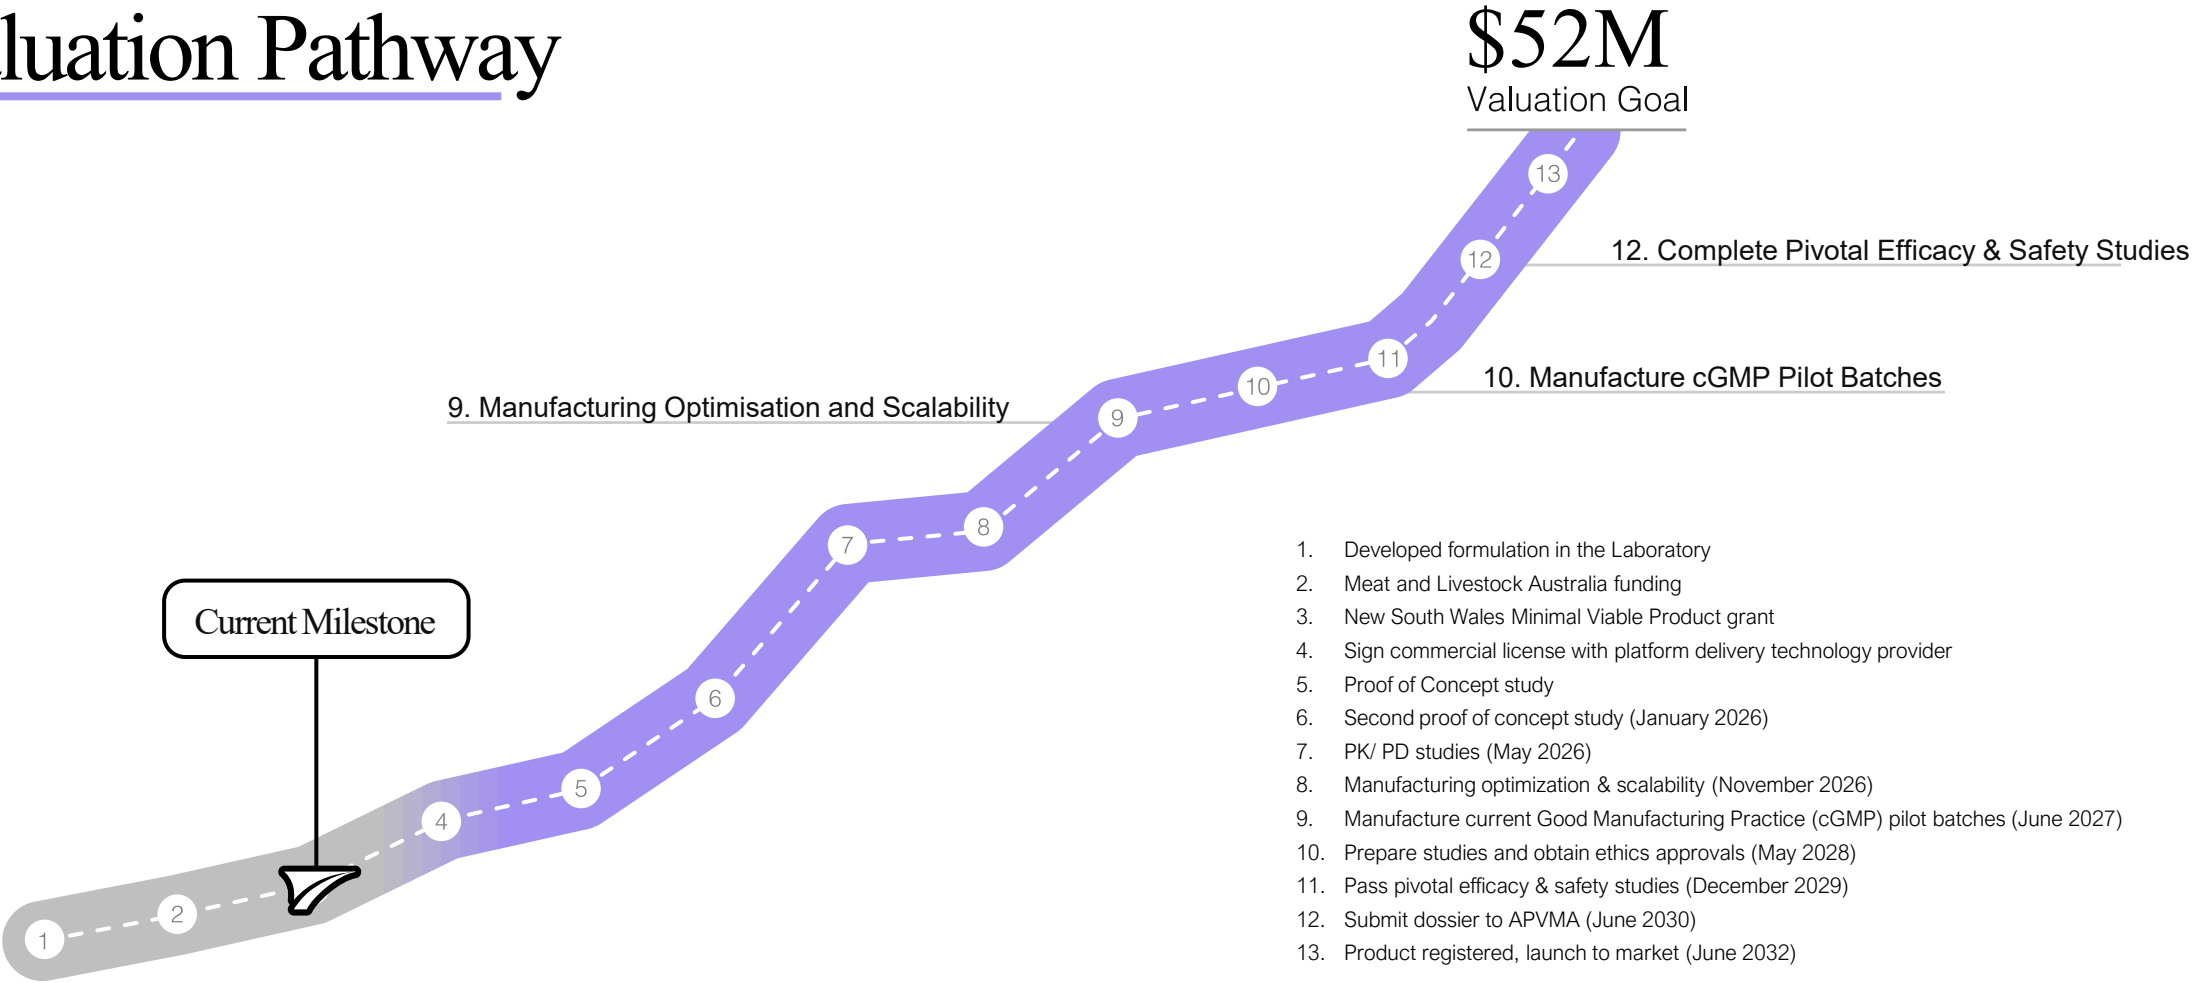 luation Pathway
$52M
Valuation Goal
13
12
12. Complete Pivotal Efficacy & Safety Studies
11
10
10. Manufacture cGMP Pilot Batches
9. Manufacturing Optimisation and Scalability
9
8
7
6
5
4
Current Milestone
2
1
1. Developed formulation in the Laboratory
2. Meat and Livestock Australia funding
3. New South Wales Minimal Viable Product grant
4. Sign commercial license with platform delivery technology provider
5. Proof of Concept study
6. Second proof of concept study (January 2026)
7. PK/ PD studies (May 2026)
8. Manufacturing optimization & scalability (November 2026)
9. Manufacture current Good Manufacturing Practice (cGMP) pilot batches (June 2027)
10. Prepare studies and obtain ethics approvals (May 2028)
11. Pass pivotal efficacy & safety studies (December 2029)
12. Submit dossier to APVMA (June 2030)
13. Product registered, launch to market (June 2032)